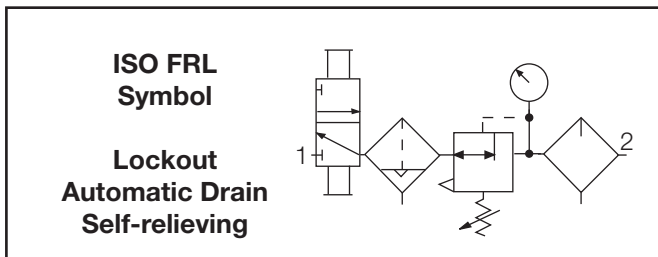 ISO FRL
Symbol
Lockout
Automatic Drain
Self-relieving
1
2